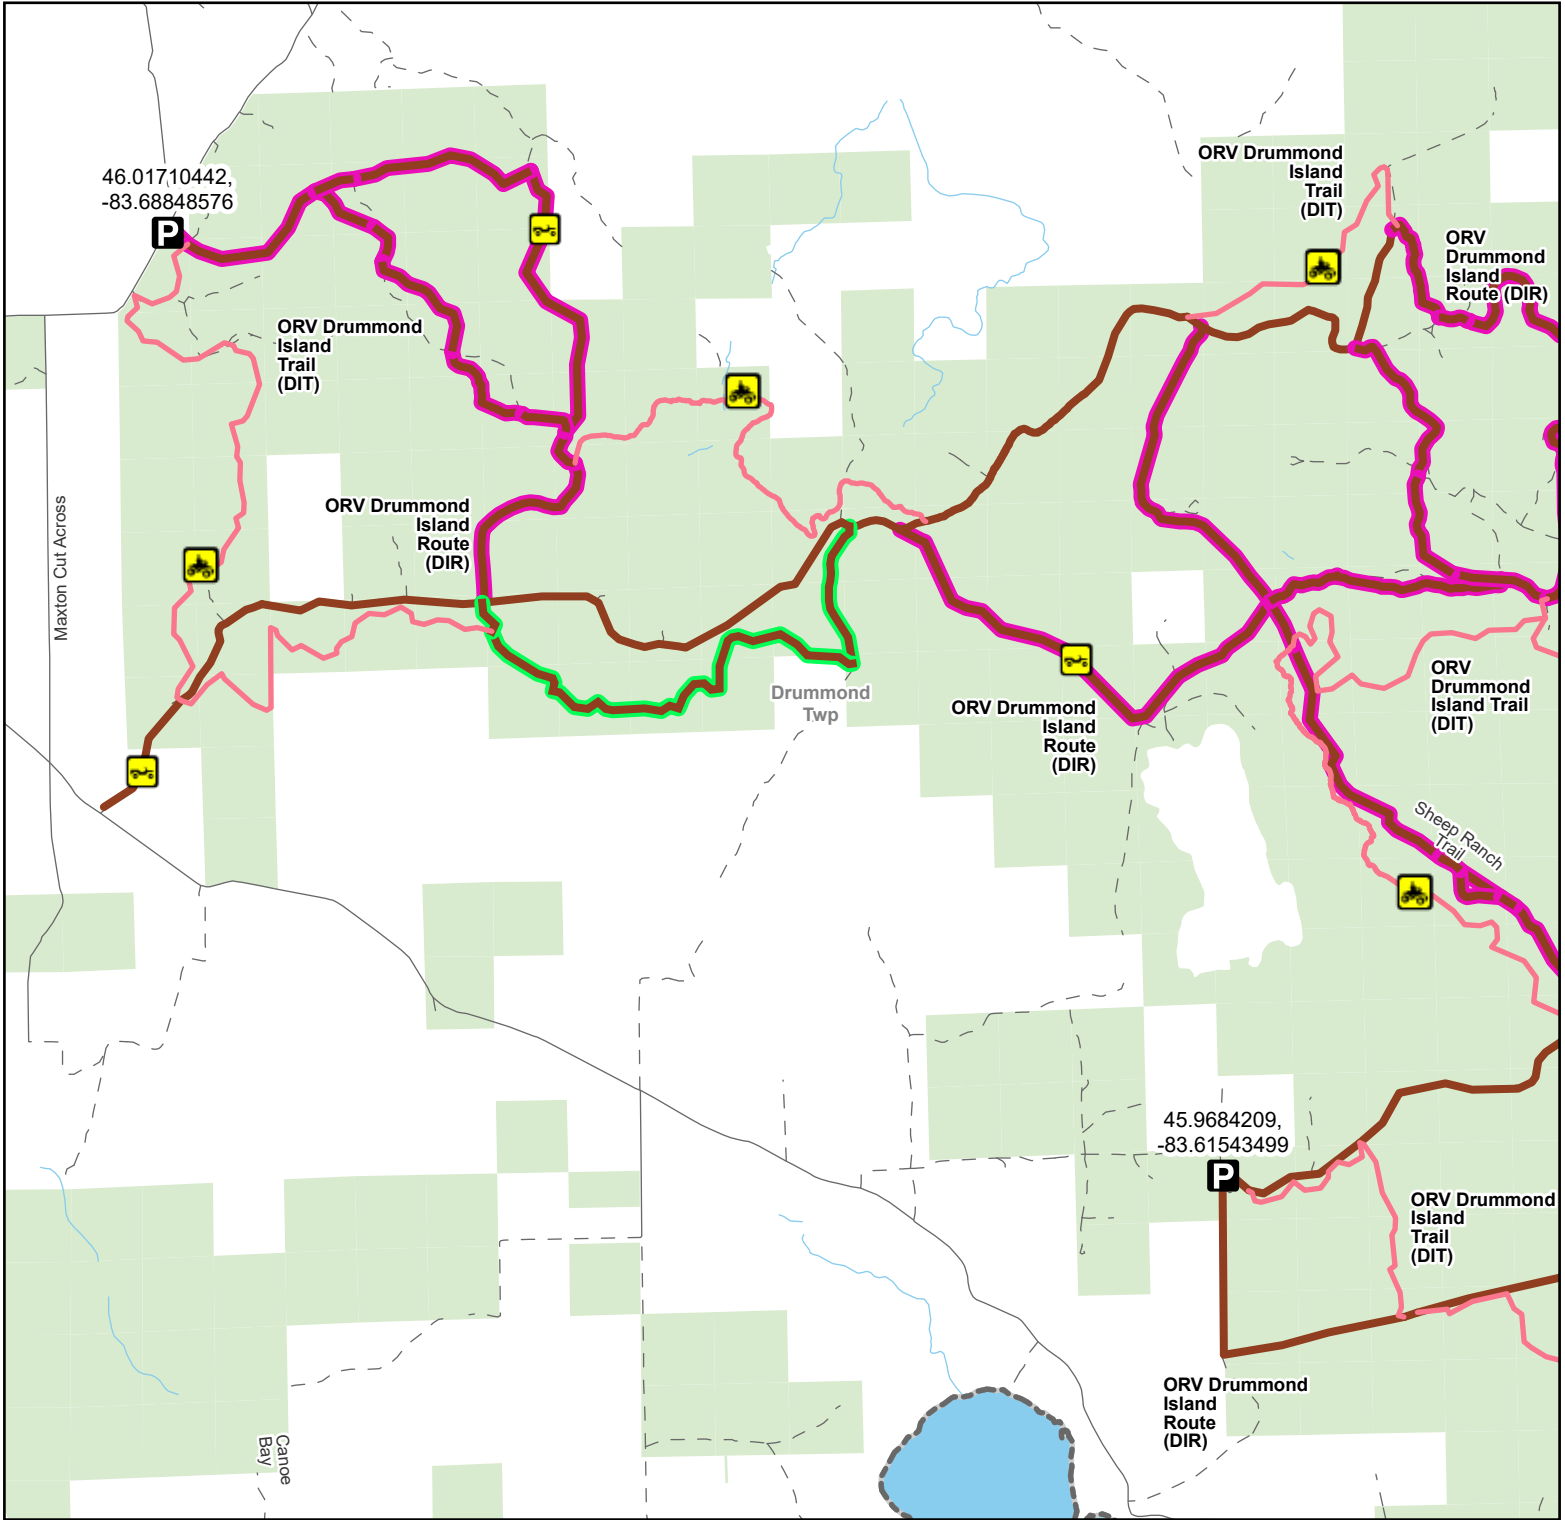 46.01710442,
-83.68848576
P
ORV Drummond
Island
Trail
(DIT)
ORV Drummond
Island
Trail
(DIT)
ORV
Drummond
Island
Route (DIR)
ORV Drummond
Island
Route
(DIR)
Maxton Cut Across
Drummond
Twp
ORV Drummond
Island
Route
(DIR)
ORV
Drummond
Island Trail
(DIT)
Sheep Ranch
Trail
45.9684209,
-83.61543499
P
ORV Drummond
Island
Trail
(DIT)
ORV Drummond
Island
Route
(DIR)
Canoe
Bay